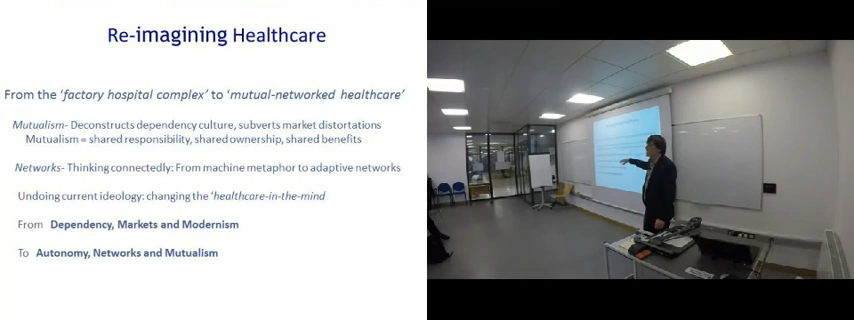 Re-imagining Healthcare
From the 'factory hospital complex' to 'mutual-networked healthcare'
Mutualism- Deconstructs dependency culture, subverts market distortations
Mutualism = shared responsibility, shared ownership, shared benefits
Networks- Thinking connectedly: From machine metaphor to adaptive networks
Undoing current ideology: changing the 'healthcare-in-the-mind
From Dependency, Markets and Modernism
To Autonomy, Networks and Mutualism